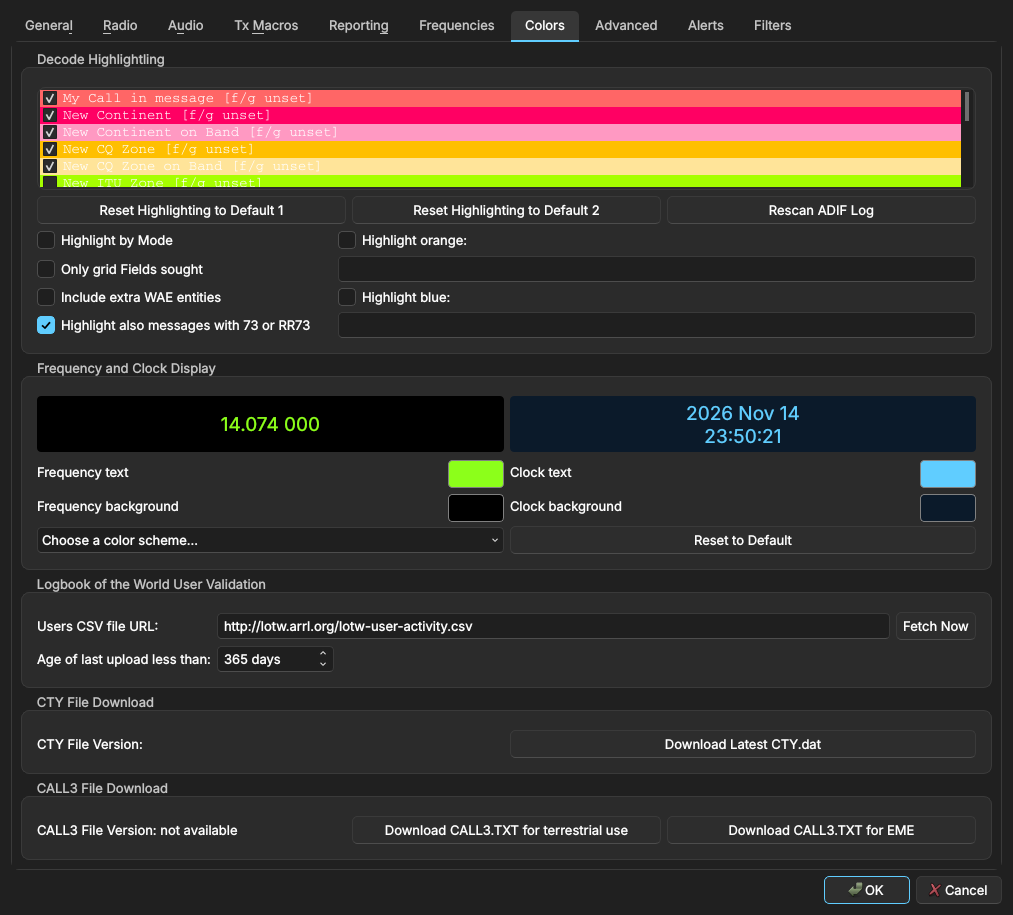 General Radio Audio Tx Macros Reporting Frequencies Colors Advanced Alerts Filters
Decode Highlightling
My Call in message [f/g unset]
New Continent [f/g unset]
New Continent on Band [f/g unset]
New CQ Zone [f/g unset]
New CQ Zone on Band [f/g unset]
New ITU Zone [f/g unset]
Reset Highlighting to Default 1 Reset Highlighting to Default 2 Rescan ADIF Log
Highlight by Mode Highlight orange:
Only grid Fields sought
Include extra WAE entities Highlight blue:
Highlight also messages with 73 or RR73
Frequency and Clock Display
14.074 000
2026 Nov 14
23:50:21
Frequency text Clock text
Frequency background Clock background
Choose a color scheme... Reset to Default
Logbook of the World User Validation
Users CSV file URL: http://lotw.arrl.org/lotw-user-activity.csv Fetch Now
Age of last upload less than: 365 days
CTY File Download
CTY File Version: Download Latest CTY.dat
CALL3 File Download
CALL3 File Version: not available Download CALL3.TXT for terrestrial use Download CALL3.TXT for EME
OK Cancel